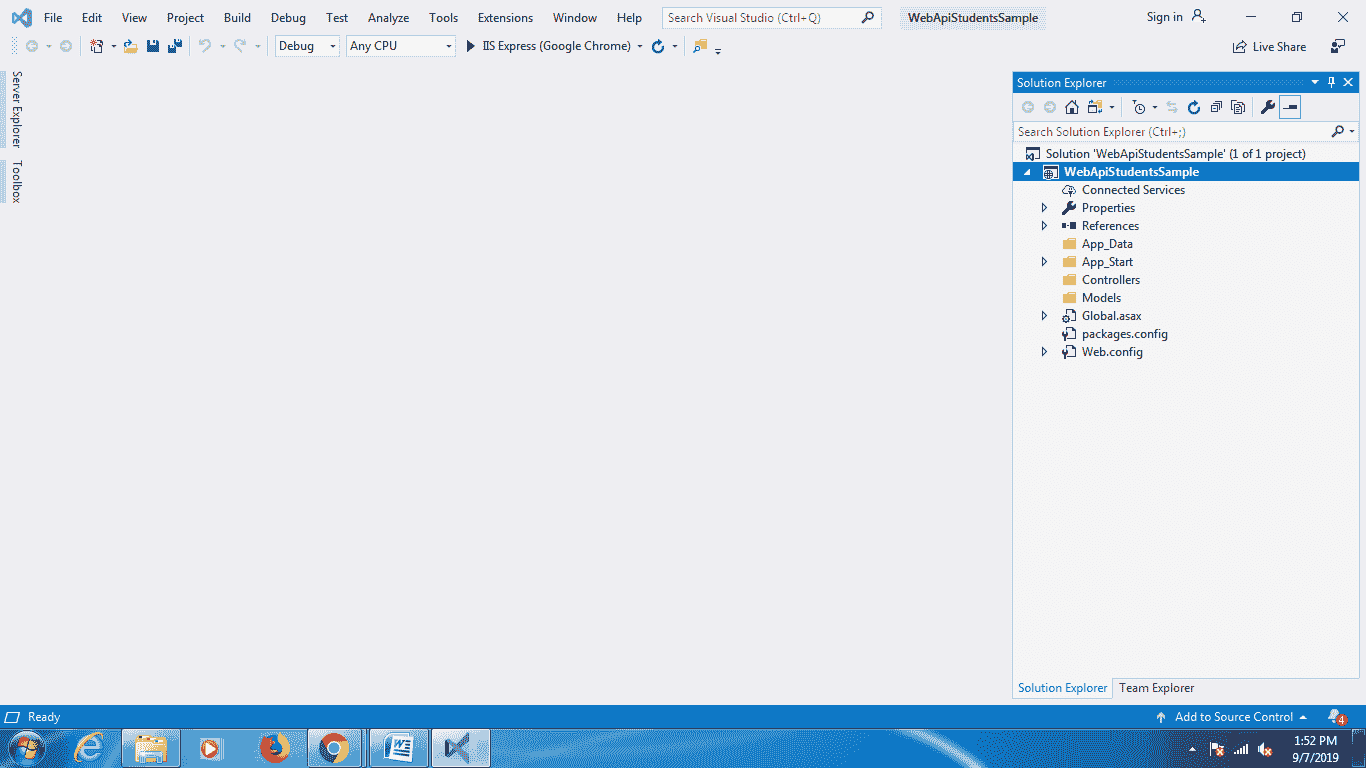 File Edit View Project Build Debug Test Analyze Tools Extensions Window Help Search Visual Studio (Ctrl+Q) WebApiStudentsSample Sign in
Debug Any CPU IIS Express (Google Chrome) Live Share
Server Explorer
Toolbox
Solution Explorer
Search Solution Explorer (Ctrl+;)
Solution 'WebApiStudentsSample' (1 of 1 project)
WebApiStudentsSample
Connected Services
Properties
References
App_Data
App_Start
Controllers
Models
Global.asax
packages.config
Web.config
Solution Explorer Team Explorer
Ready Add to Source Control 4
1:52 PM
9/7/2019